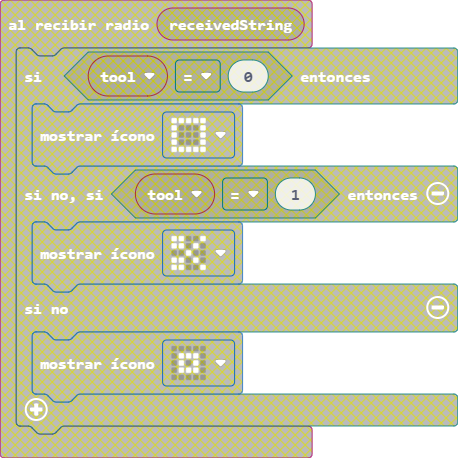 al recibir radio receivedString
si tool = 0 entonces
mostrar ícono
si no, si tool = 1 entonces
mostrar ícono
si no
mostrar ícono